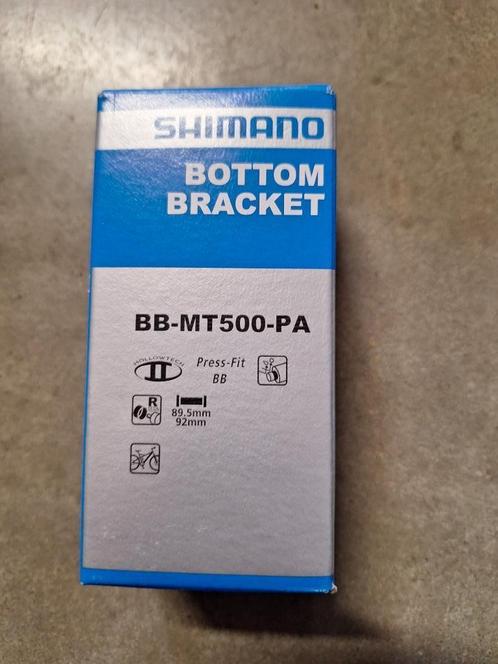 SHIMANO
BOTTOM
BRACKET
BB-MT500-PA
HOLLOWTECH
II
Press-Fit
BB
R
89.5mm
92mm